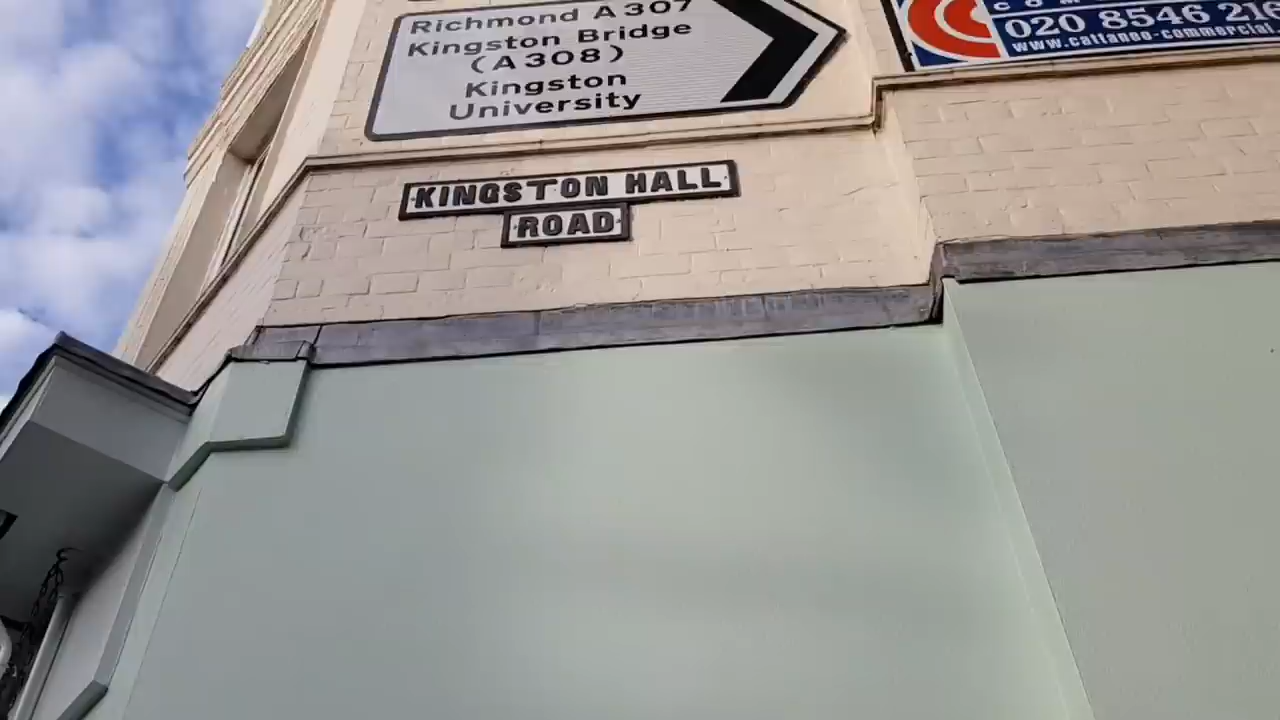 Richmond A307
Kingston Bridge
(A308)
Kingston
University
020 8546 216
www.cattaneo-commercial.
KINGSTON HALL
ROAD